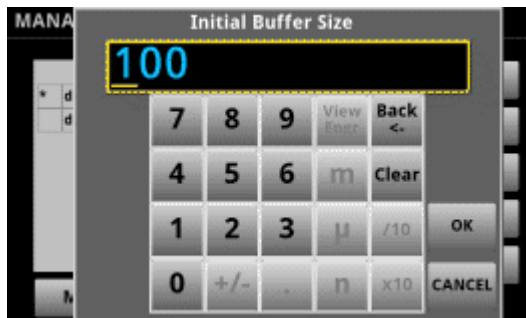 MANA
Initial Buffer Size
100
* d
d
7 8 9 View Engr Back <-
4 5 6 m Clear
1 2 3 µ /10 OK
0 +/- . n x10 CANCEL
M